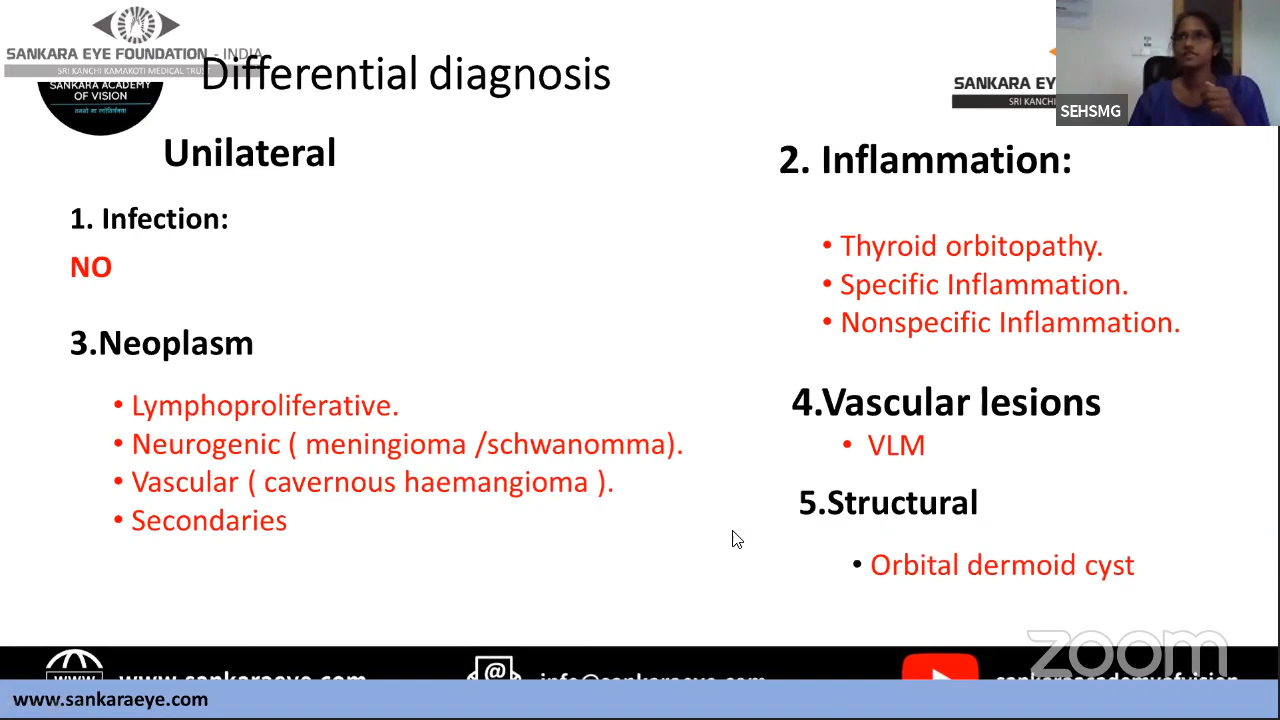 SANKARA EYE FOUNDATION - INDIA
SRI KANCHI KAMAKOTI MEDICAL TRUST
SANKARA ACADEMY
OF VISION
Differential diagnosis
SANKARA EYE
SRI KANCHI
SEHSMG
Unilateral
1. Infection:
NO
3.Neoplasm
• Lymphoproliferative.
• Neurogenic ( meningioma /schwanomma).
• Vascular ( cavernous haemangioma ).
• Secondaries
2. Inflammation:
• Thyroid orbitopathy.
• Specific Inflammation.
• Nonspecific Inflammation.
4.Vascular lesions
• VLM
5.Structural
• Orbital dermoid cyst
zoom
www
www.sankaraeye.com
@
info@sankaraeye.com
sankaraacademyofvision
www.sankaraeye.com